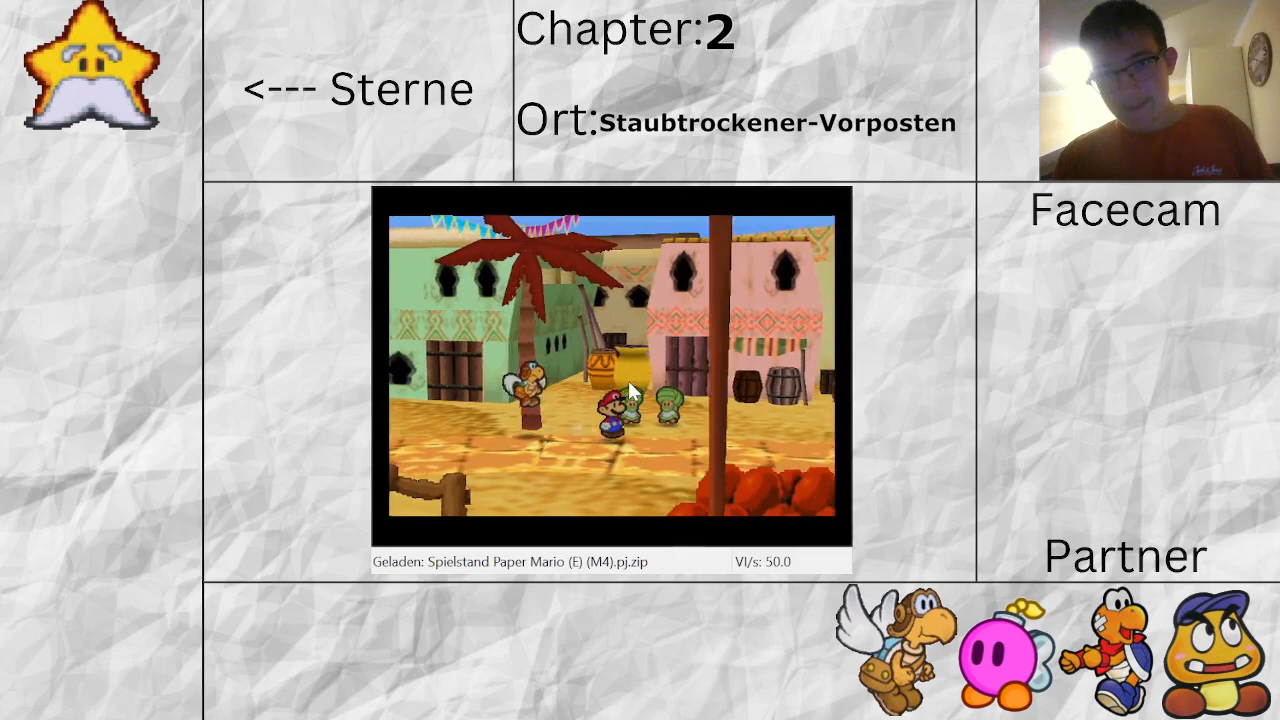 Chapter:2
<--- Sterne
Ort:Staubtrockener-Vorposten
Facecam
Geladen: Spielstand Paper Mario (E) (M4).pj.zip
VI/s: 50.0
Partner